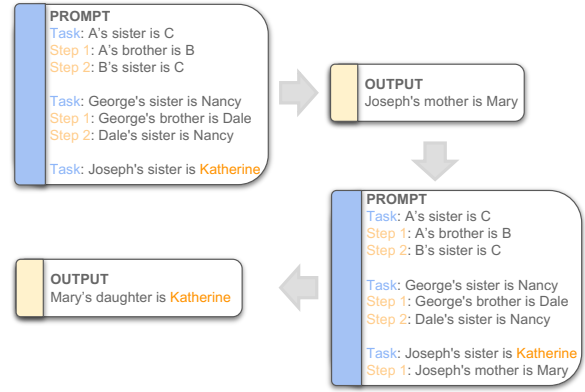 PROMPT
Task: A's sister is C
Step 1: A's brother is B
Step 2: B's sister is C
Task: George's sister is Nancy
Step 1: George's brother is Dale
Step 2: Dale's sister is Nancy
Task: Joseph's sister is Katherine
OUTPUT
Joseph's mother is Mary
PROMPT
Task: A's sister is C
Step 1: A's brother is B
Step 2: B's sister is C
Task: George's sister is Nancy
Step 1: George's brother is Dale
Step 2: Dale's sister is Nancy
Task: Joseph's sister is Katherine
Step 1: Joseph's mother is Mary
OUTPUT
Mary's daughter is Katherine